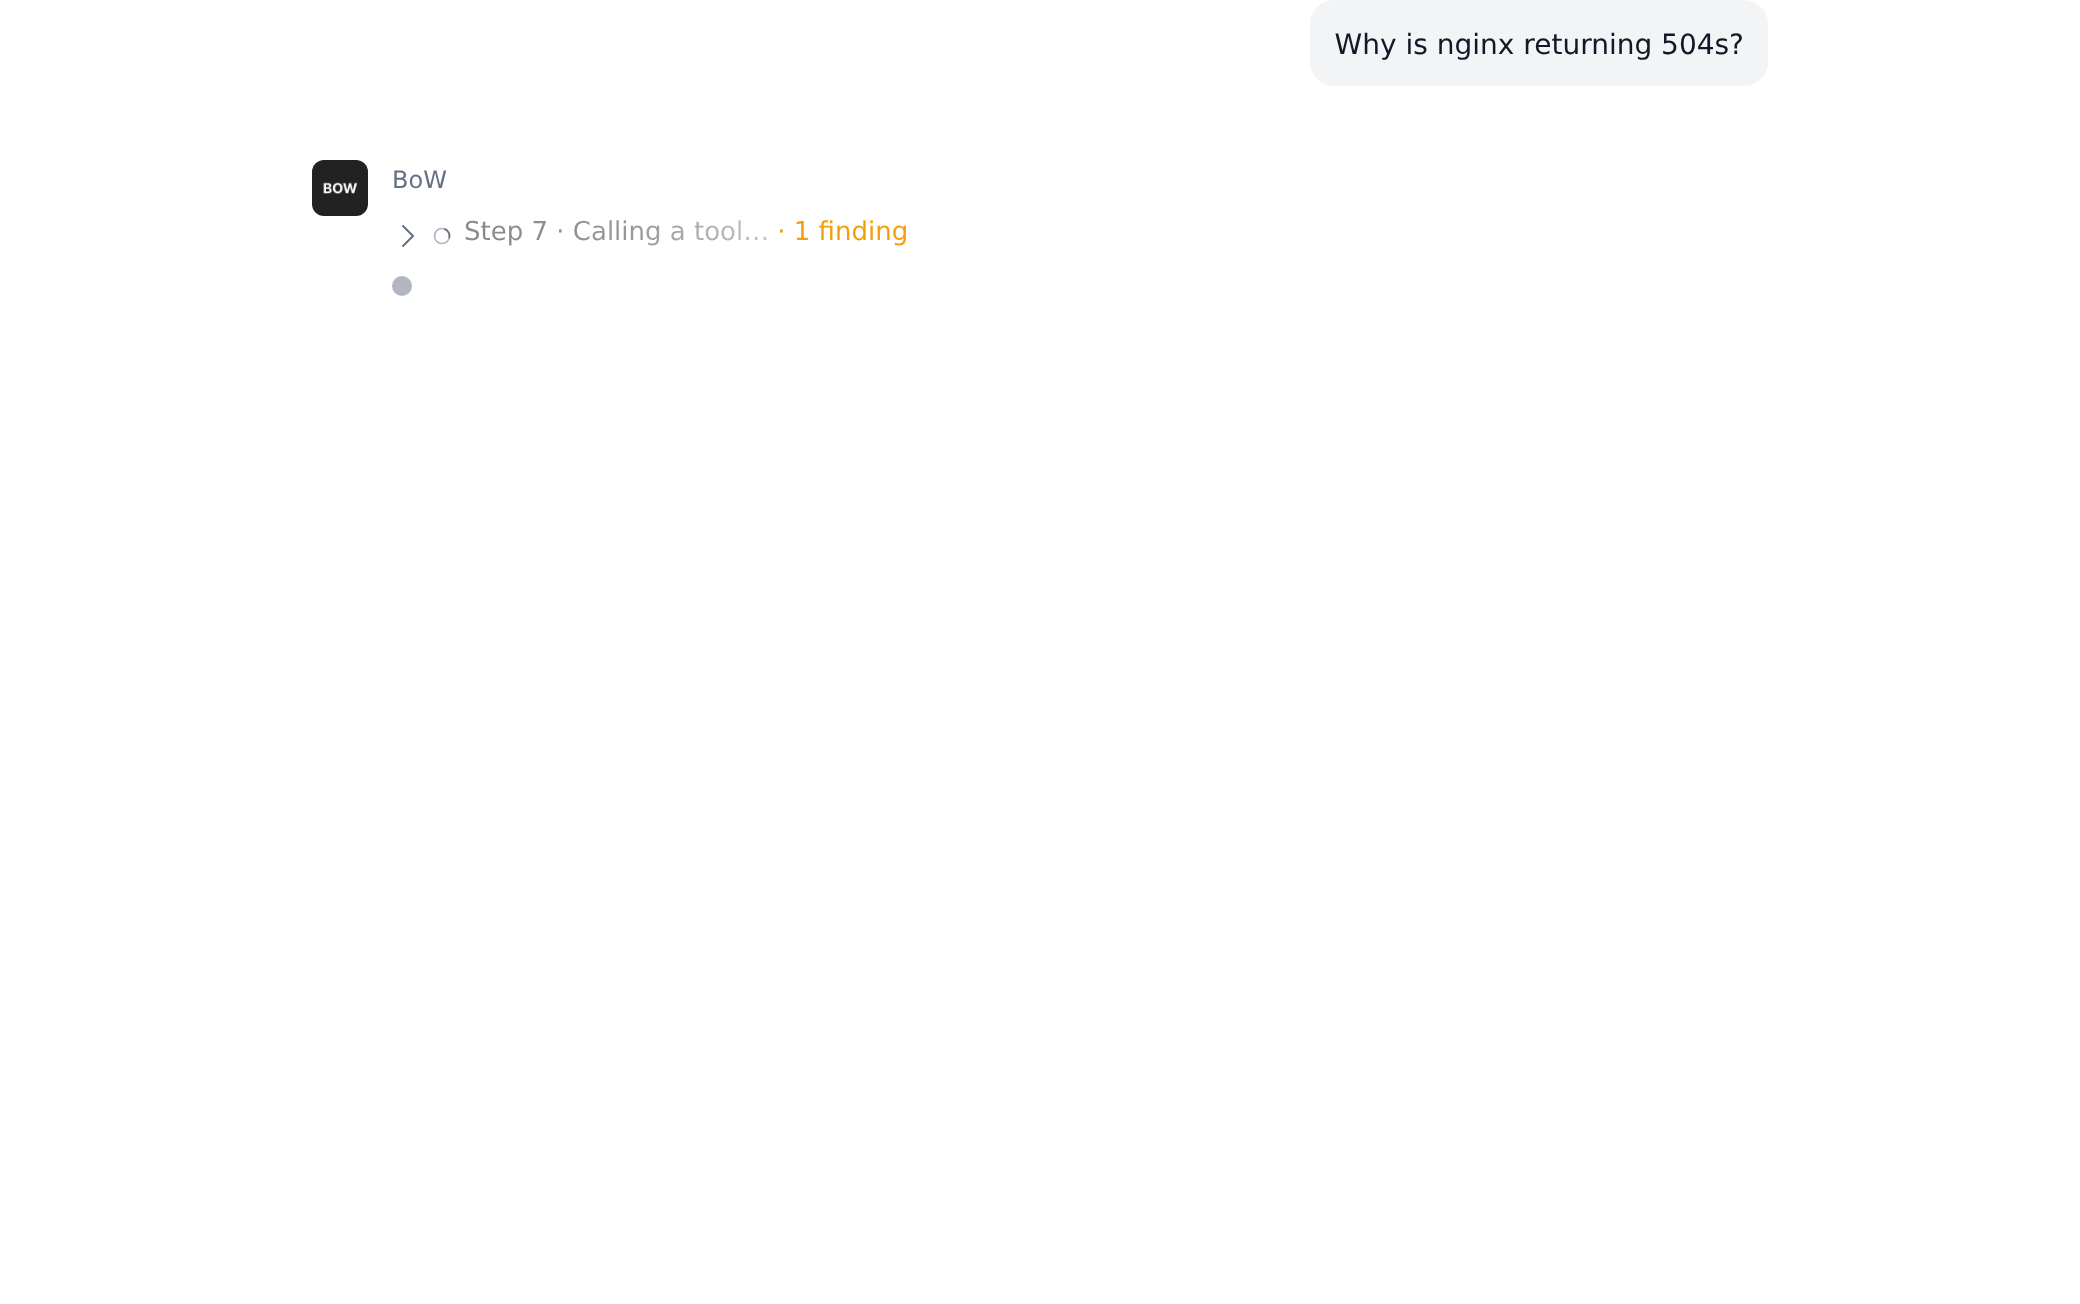 Why is nginx returning 504s?
BOW
BoW
Step 7 · Calling a tool… · 1 finding